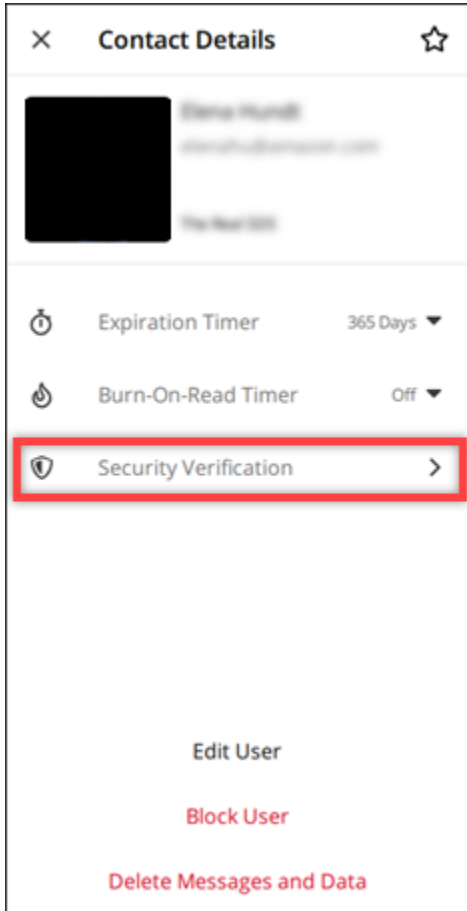 Contact Details
Expiration Timer 365 Days
Burn-On-Read Timer Off
Security Verification
Edit User
Block User
Delete Messages and Data